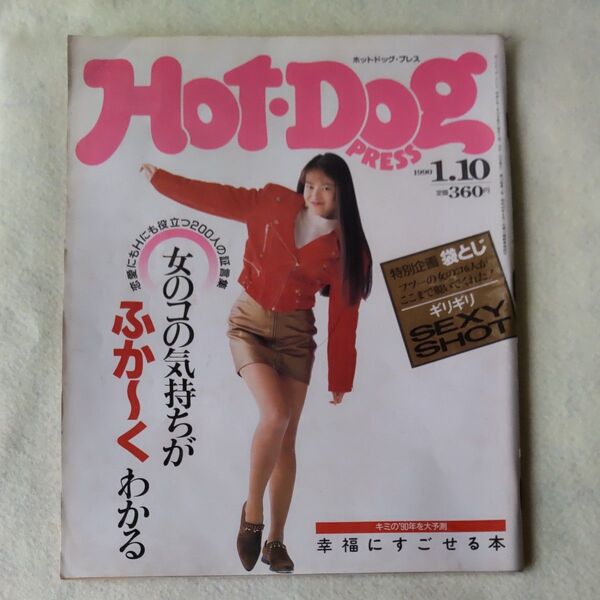 ホットドッグ・プレス
Hot・Dog
PRESS
1990 1.10
定価360円
恋愛にもHにも役立つ200人の証言集
女のコの気持ちが
ふか〜く
わかる
特別企画 袋とじ
フツーの女の子36人が
ここまで脱いでくれた!
ギリギリ
SEXY
SHOT
キミの'90年を大予測
幸福にすごせる本